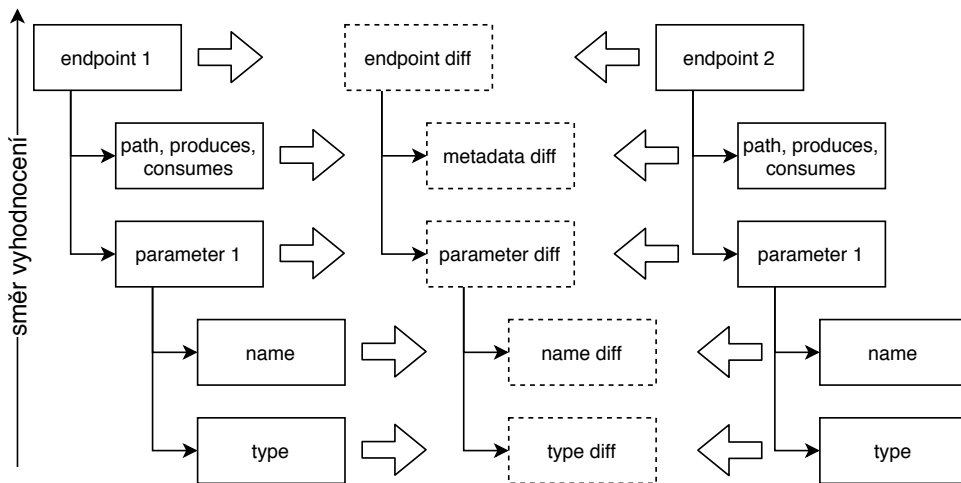 endpoint 1
endpoint diff
endpoint 2
path, produces,
consumes
metadata diff
path, produces,
consumes
parameter 1
parameter diff
parameter 1
name
name diff
name
type
type diff
type
směr vyhodnocení